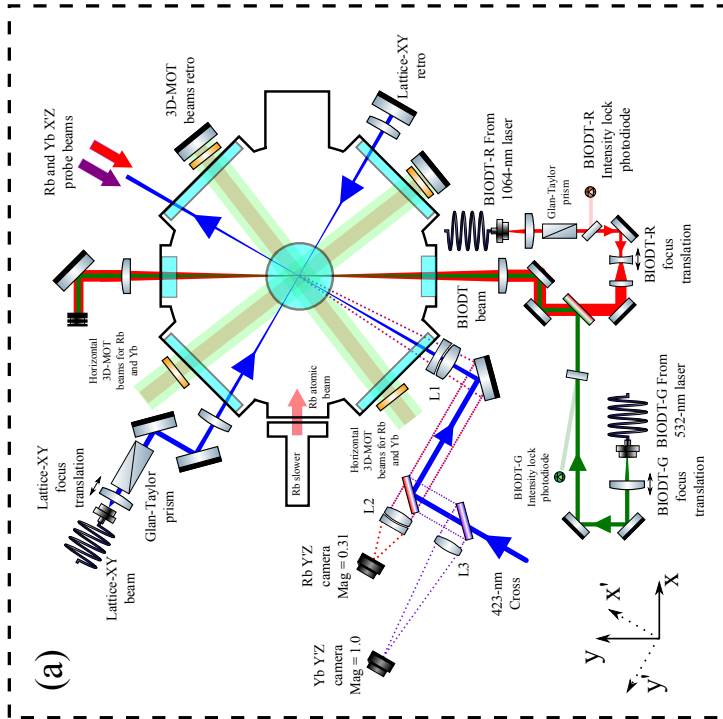 (a)
Rb and Yb X'Z
probe beams
3D-MOT
beams retro
Lattice-XY
retro
Horizontal
3D-MOT
beams for Rb
and Yb
Lattice-XY
focus
translation
Glan-Taylor
prism
Lattice-XY
beam
Rb slower
Rb atomic
beam
Horizontal
3D-MOT
beams for Rb
and Yb
BIODT
beam
BIODT-R From
1064-nm laser
Glan-Taylor
prism
BIODT-R
Intensity lock
photodiode
BIODT-R
focus
translation
L1
L2
L3
Rb Y'Z
camera
Mag = 0.31
Yb Y'Z
camera
Mag = 1.0
423-nm
Cross
BIODT-G
Intensity lock
photodiode
BIODT-G From
532-nm laser
BIODT-G
focus
translation
y
x'
x
y'